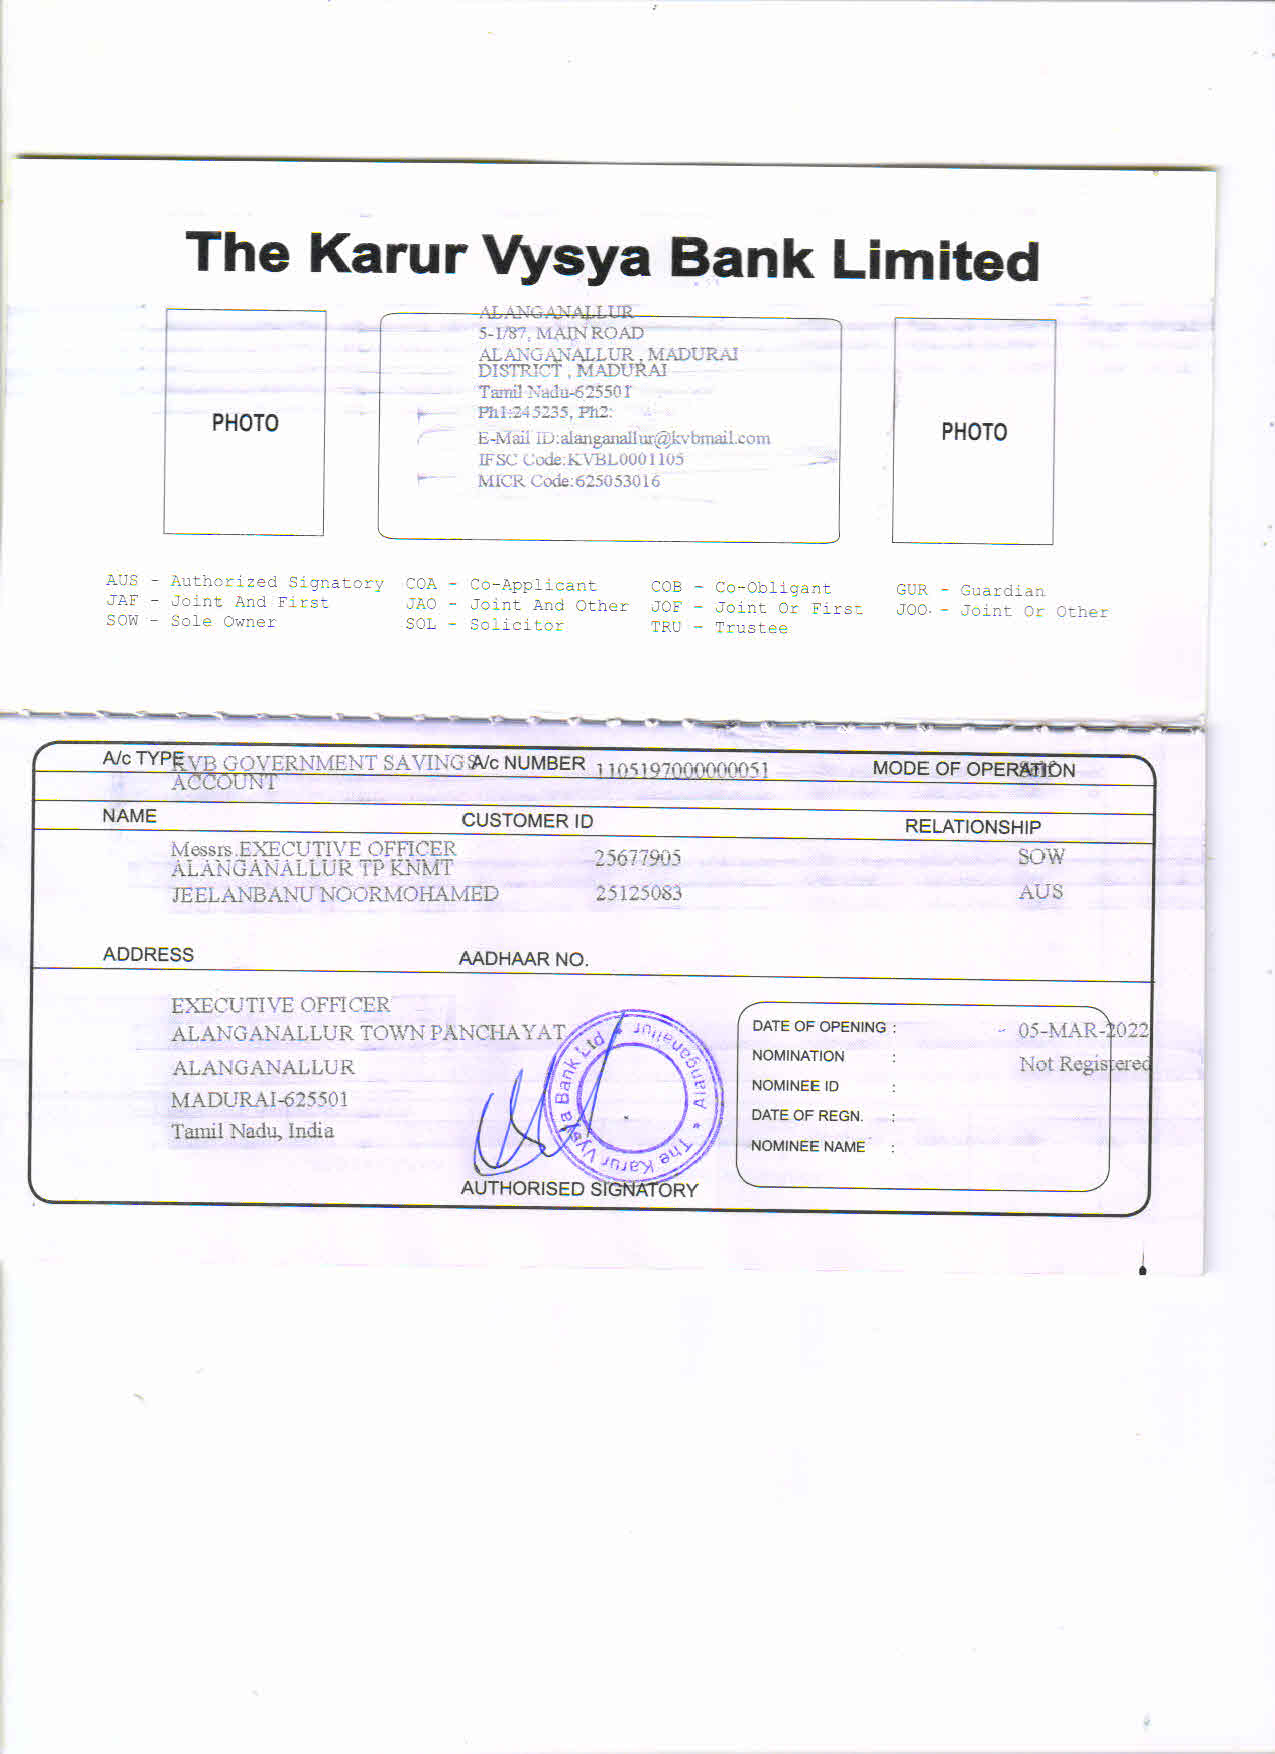 The Karur Vysya Bank Limited
PHOTO
ALANGANALLUR
5-1/87, MAIN ROAD
ALANGANALLUR , MADURAI
DISTRICT , MADURAI
Tamil Nadu-625501
Ph1:245235, Ph2:
E-Mail ID:alanganallur@kvbmail.com
IFSC Code:KVBL0001105
MICR Code:625053016
PHOTO
AUS - Authorized Signatory COA - Co-Applicant COB - Co-Obligant GUR - Guardian
JAF - Joint And First JAO - Joint And Other JOF - Joint Or First JOO - Joint Or Other
SOW - Sole Owner SOL - Solicitor TRU - Trustee
A/c TYPE KVB GOVERNMENT SAVINGS A/c NUMBER 1105197000000051 MODE OF OPERATION
ACCOUNT
NAME CUSTOMER ID RELATIONSHIP
Messrs.EXECUTIVE OFFICER
ALANGANALLUR TP KNMT 25677905 SOW
JEELANBANU NOORMOHAMED 25125083 AUS
ADDRESS AADHAAR NO.
EXECUTIVE OFFICER
ALANGANALLUR TOWN PANCHAYAT
ALANGANALLUR
MADURAI-625501
Tamil Nadu, India
The Karur Vysya Bank Ltd Alanganallur
AUTHORISED SIGNATORY
DATE OF OPENING : 05-MAR-2022
NOMINATION : Not Registered
NOMINEE ID :
DATE OF REGN. :
NOMINEE NAME :